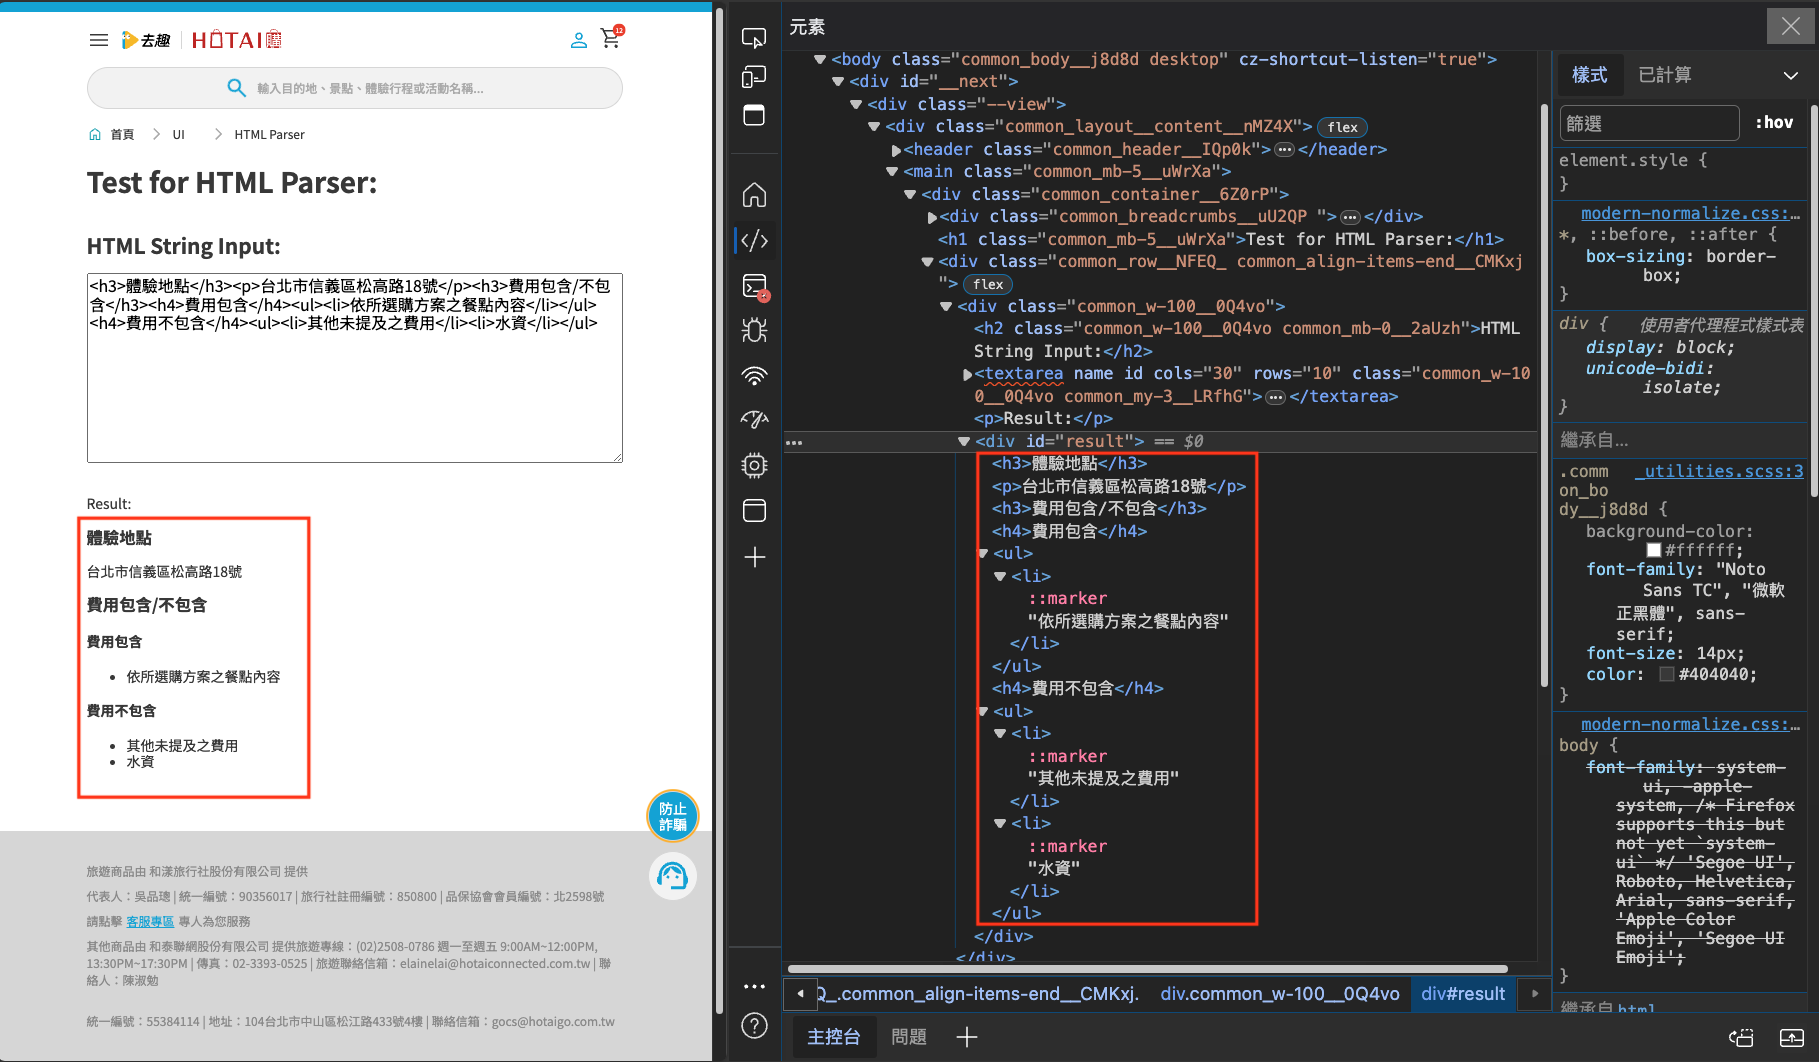 去趣
HOTAI購
12
輸入目的地、景點、體驗行程或活動名稱...
首頁 > UI > HTML Parser
Test for HTML Parser:
HTML String Input:
<h3>體驗地點</h3><p>台北市信義區松高路18號</p><h3>費用包含/不包
含</h3><h4>費用包含</h4><ul><li>依所選購方案之餐點內容</li></ul>
<h4>費用不包含</h4><ul><li>其他未提及之費用</li><li>水資</li></ul>
Result:
體驗地點
台北市信義區松高路18號
費用包含/不包含
費用包含
• 依所選購方案之餐點內容
費用不包含
• 其他未提及之費用
• 水資
防止
詐騙
旅遊商品由 和漾旅行社股份有限公司 提供
代表人：吳品璁 | 統一編號：90356017 | 旅行社註冊編號：850800 | 品保協會會員編號：北2598號
請點擊 客服專區 專人為您服務
其他商品由 和泰聯網股份有限公司 提供旅遊專線：(02)2508-0786 週一至週五 9:00AM~12:00PM,
13:30PM~17:30PM | 傳真：02-3393-0525 | 旅遊聯絡信箱：elainelai@hotaiconnected.com.tw | 聯
絡人：陳淑勉
統一編號：55384114 | 地址：104台北市中山區松江路433號4樓 | 聯絡信箱：gocs@hotaigo.com.tw
元素
<body class="common_body__j8d8d desktop" cz-shortcut-listen="true">
<div id="__next">
<div class="--view">
<div class="common_layout__content__nMZ4X"> flex
<header class="common_header__IQp0k">…</header>
<main class="common_mb-5__uWrXa">
<div class="common_container__6Z0rP">
<div class="common_breadcrumbs__uU2QP ">…</div>
<h1 class="common_mb-5__uWrXa">Test for HTML Parser:</h1>
<div class="common_row__NFEQ_ common_align-items-end__CMKxj
"> flex
<div class="common_w-100__0Q4vo">
<h2 class="common_w-100__0Q4vo common_mb-0__2aUzh">HTML
String Input:</h2>
<textarea name id cols="30" rows="10" class="common_w-10
0__0Q4vo common_my-3__LRfhG">…</textarea>
<p>Result:</p>
… <div id="result"> == $0
<h3>體驗地點</h3>
<p>台北市信義區松高路18號</p>
<h3>費用包含/不包含</h3>
<h4>費用包含</h4>
<ul>
<li>
::marker
"依所選購方案之餐點內容"
</li>
</ul>
<h4>費用不包含</h4>
<ul>
<li>
::marker
"其他未提及之費用"
</li>
<li>
::marker
"水資"
</li>
</ul>
</div>
</div>
Q_.common_align-items-end__CMKxj. div.common_w-100__0Q4vo div#result
主控台 問題
樣式 已計算
篩選 :hov
element.style {
}
modern-normalize.css:…
*, ::before, ::after {
box-sizing: border-
box;
}
div { 使用者代理程式樣式表
display: block;
unicode-bidi:
isolate;
}
繼承自…
.comm _utilities.scss:3
on_bo
dy__j8d8d {
background-color:
#ffffff;
font-family: "Noto
Sans TC", "微軟
正黑體", sans-
serif;
font-size: 14px;
color: #404040;
}
modern-normalize.css:…
body {
font-family: system-
ui, -apple-
system, /* Firefox
supports this but
not yet `system-
ui` */ 'Segoe UI',
Roboto, Helvetica,
Arial, sans-serif,
'Apple Color
Emoji', 'Segoe UI
Emoji';
}
繼承自 html